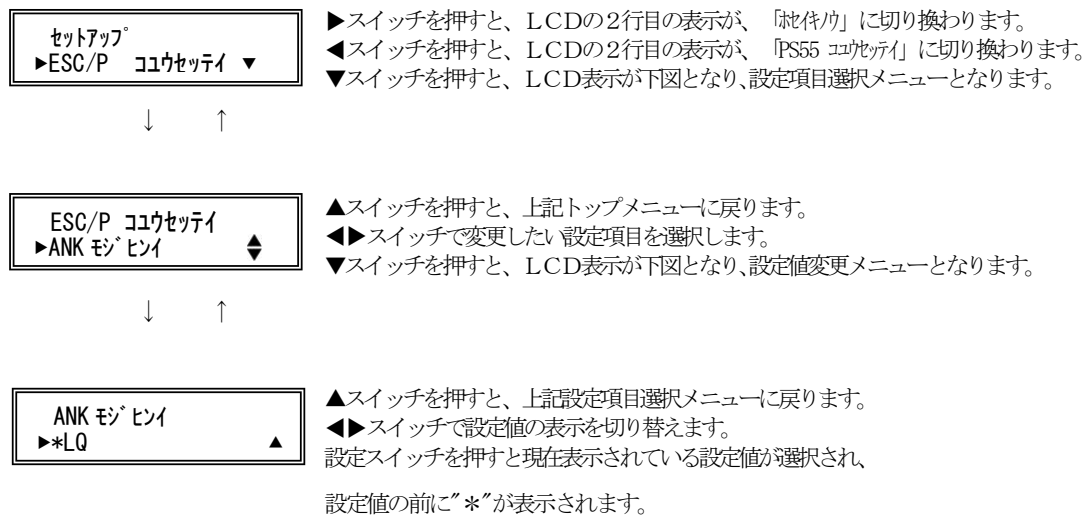 ｾｯﾄｱｯﾌﾟ
▶ESC/P ｺﾕｳｾｯﾃｲ ▼
▶スイッチを押すと、ＬＣＤの２行目の表示が、「ﾎｾｲｷﾉｳ」に切り換わります。
◀スイッチを押すと、ＬＣＤの２行目の表示が、「PS55 ｺﾕｳｾｯﾃｲ」に切り換わります。
▼スイッチを押すと、ＬＣＤ表示が下図となり、設定項目選択メニューとなります。
↓ ↑
ESC/P ｺﾕｳｾｯﾃｲ
▶ANK ﾓｼﾞﾋﾝｲ ▲▼
▲スイッチを押すと、上記トップメニューに戻ります。
◀▶スイッチで変更したい設定項目を選択します。
▼スイッチを押すと、ＬＣＤ表示が下図となり、設定値変更メニューとなります。
↓ ↑
ANK ﾓｼﾞﾋﾝｲ
▶*LQ ▲
▲スイッチを押すと、上記設定項目選択メニューに戻ります。
◀▶スイッチで設定値の表示を切り替えます。
設定スイッチを押すと現在表示されている設定値が選択され、
設定値の前に″＊″が表示されます。